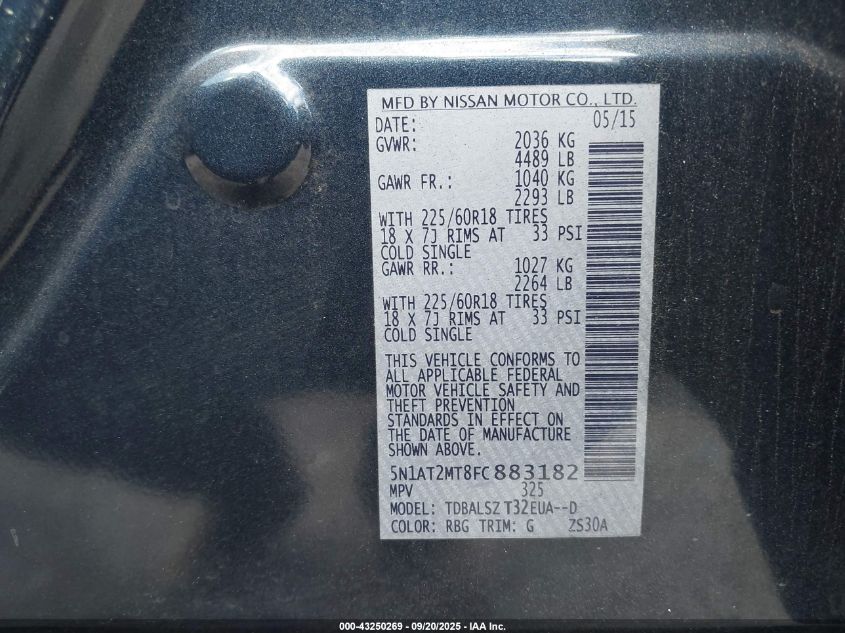 MFD BY NISSAN MOTOR CO., LTD.
DATE: 05/15
GVWR: 2036 KG
4489 LB
GAWR FR.: 1040 KG
2293 LB
WITH 225/60R18 TIRES
18 X 7J RIMS AT 33 PSI
COLD SINGLE
GAWR RR.: 1027 KG
2264 LB
WITH 225/60R18 TIRES
18 X 7J RIMS AT 33 PSI
COLD SINGLE
THIS VEHICLE CONFORMS TO
ALL APPLICABLE FEDERAL
MOTOR VEHICLE SAFETY AND
THEFT PREVENTION
STANDARDS IN EFFECT ON
THE DATE OF MANUFACTURE
SHOWN ABOVE.
5N1AT2MT8FC883182
MPV 325
MODEL: TDBALSZ T32EUA--D
COLOR: RBG TRIM: G ZS30A
000-43250269 - 09/20/2025 - IAA Inc.